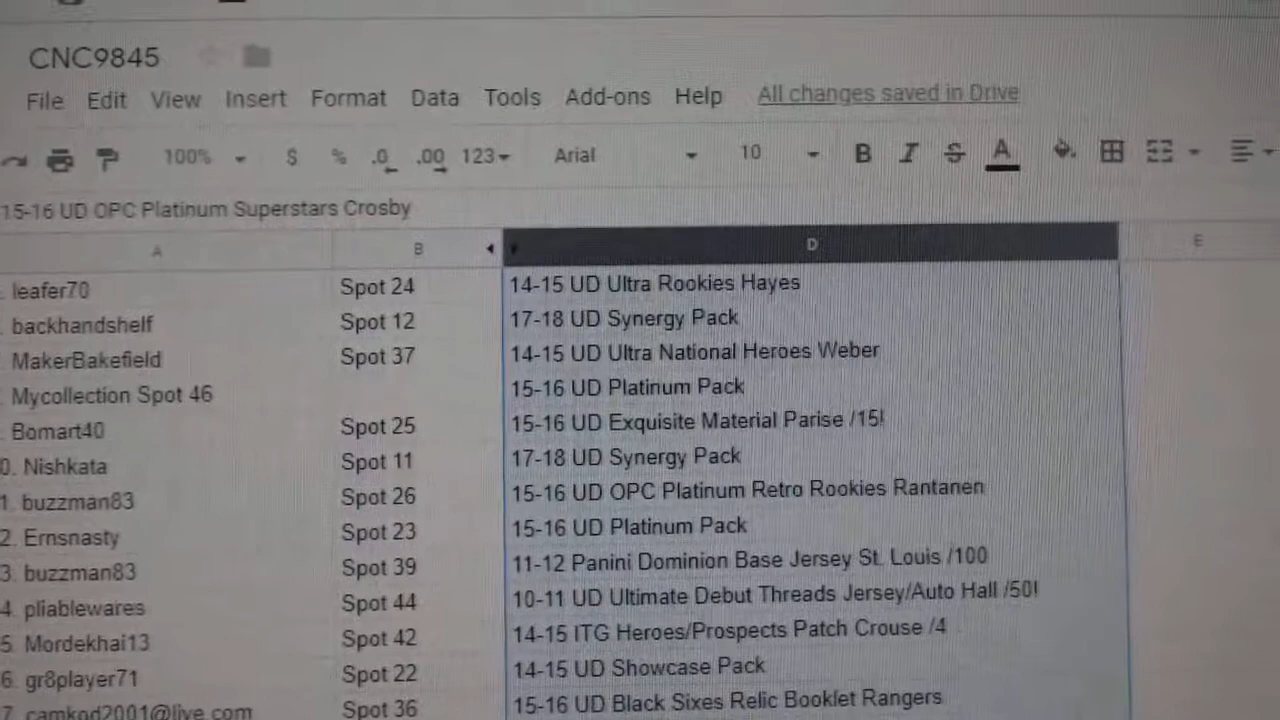 CNC9845
File Edit View Insert Format Data Tools Add-ons Help All changes saved in Drive
100% $ % .0 .00 123 Arial 10 B I S A
15-16 UD OPC Platinum Superstars Crosby
A B D E
leafer70 Spot 24 14-15 UD Ultra Rookies Hayes
backhandshelf Spot 12 17-18 UD Synergy Pack
MakerBakefield Spot 37 14-15 UD Ultra National Heroes Weber
Mycollection Spot 46 15-16 UD Platinum Pack
Bomart40 Spot 25 15-16 UD Exquisite Material Parise /15!
0. Nishkata Spot 11 17-18 UD Synergy Pack
1. buzzman83 Spot 26 15-16 UD OPC Platinum Retro Rookies Rantanen
2. Ernsnasty Spot 23 15-16 UD Platinum Pack
3. buzzman83 Spot 39 11-12 Panini Dominion Base Jersey St. Louis /100
4. pliablewares Spot 44 10-11 UD Ultimate Debut Threads Jersey/Auto Hall /50!
5. Mordekhai13 Spot 42 14-15 ITG Heroes/Prospects Patch Crouse /4
6. gr8player71 Spot 22 14-15 UD Showcase Pack
7. camkod2001@live.com Spot 36 15-16 UD Black Sixes Relic Booklet Rangers